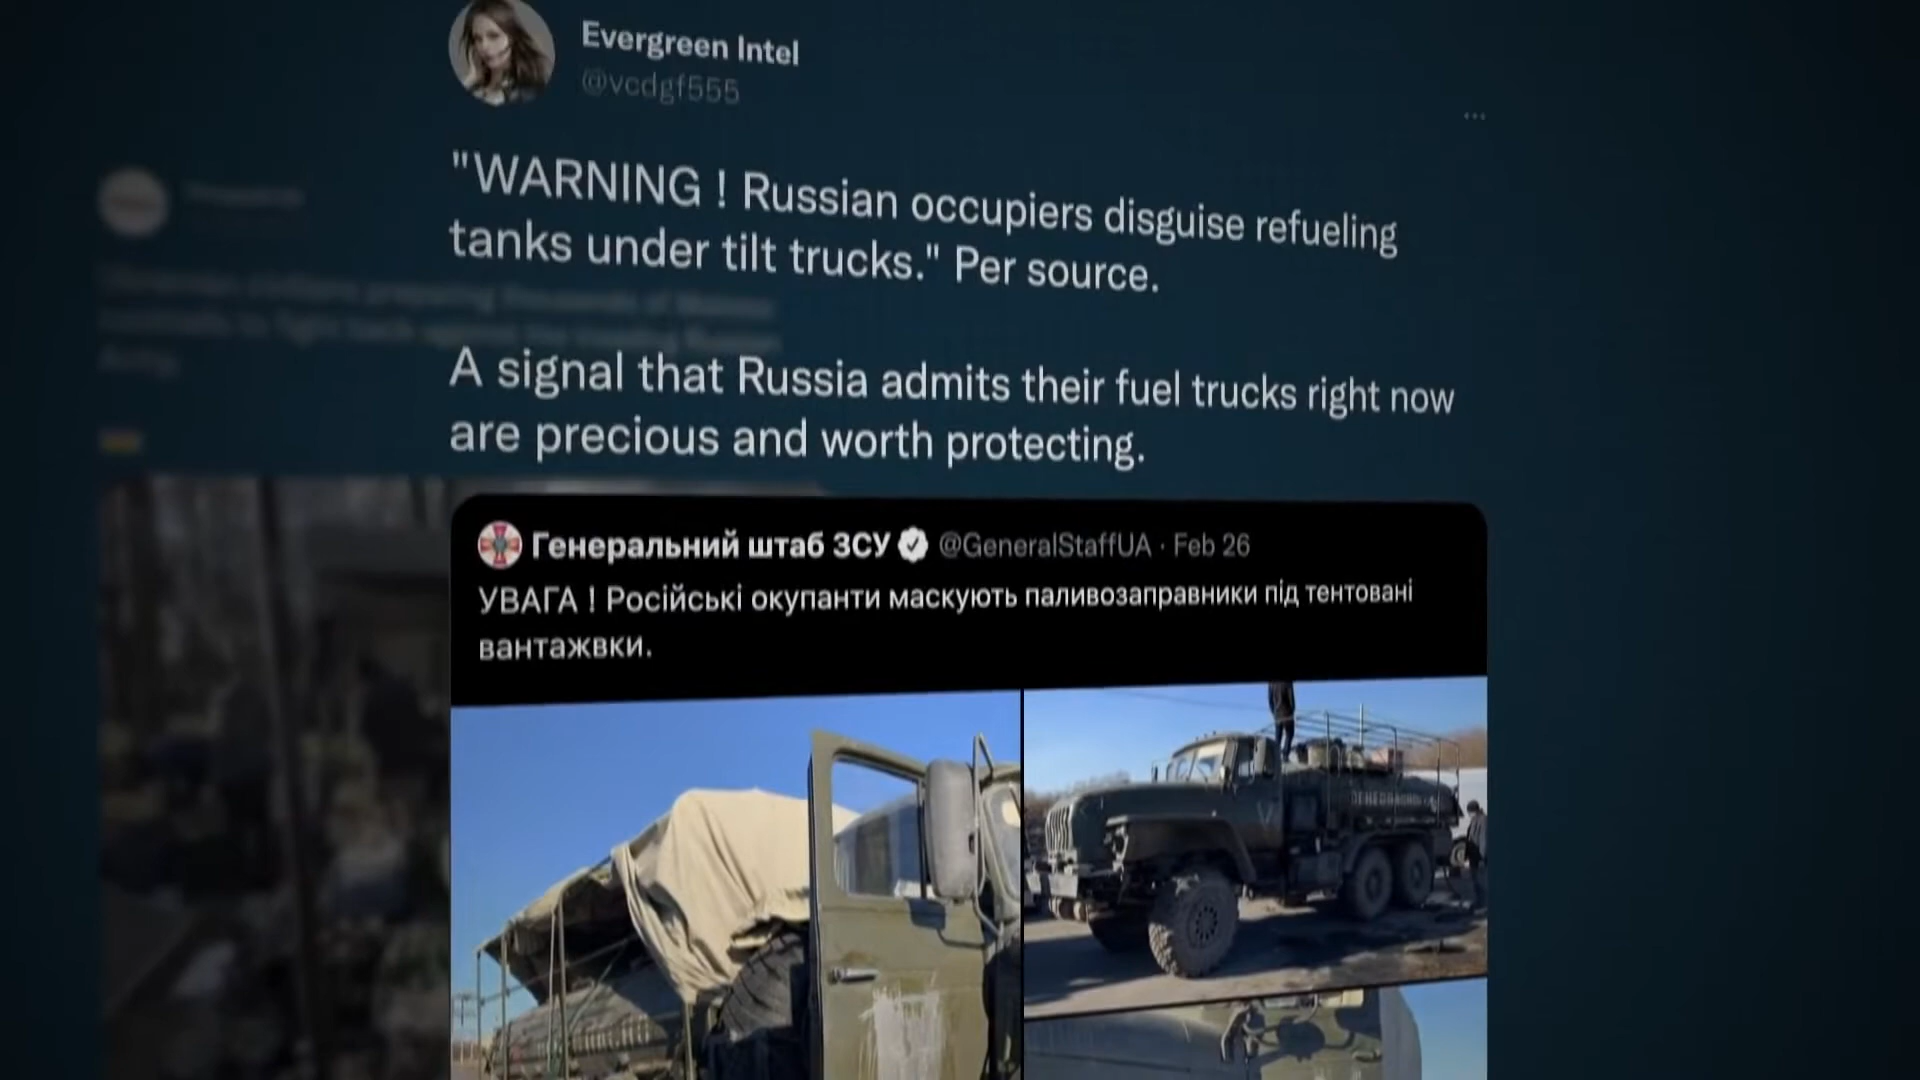 Evergreen Intel
@vcdgf555
"WARNING ! Russian occupiers disguise refueling
tanks under tilt trucks." Per source.
A signal that Russia admits their fuel trucks right now
are precious and worth protecting.
Генеральний штаб ЗСУ @GeneralStaffUA · Feb 26
УВАГА ! Російські окупанти маскують паливозаправники під тентовані
вантажвки.